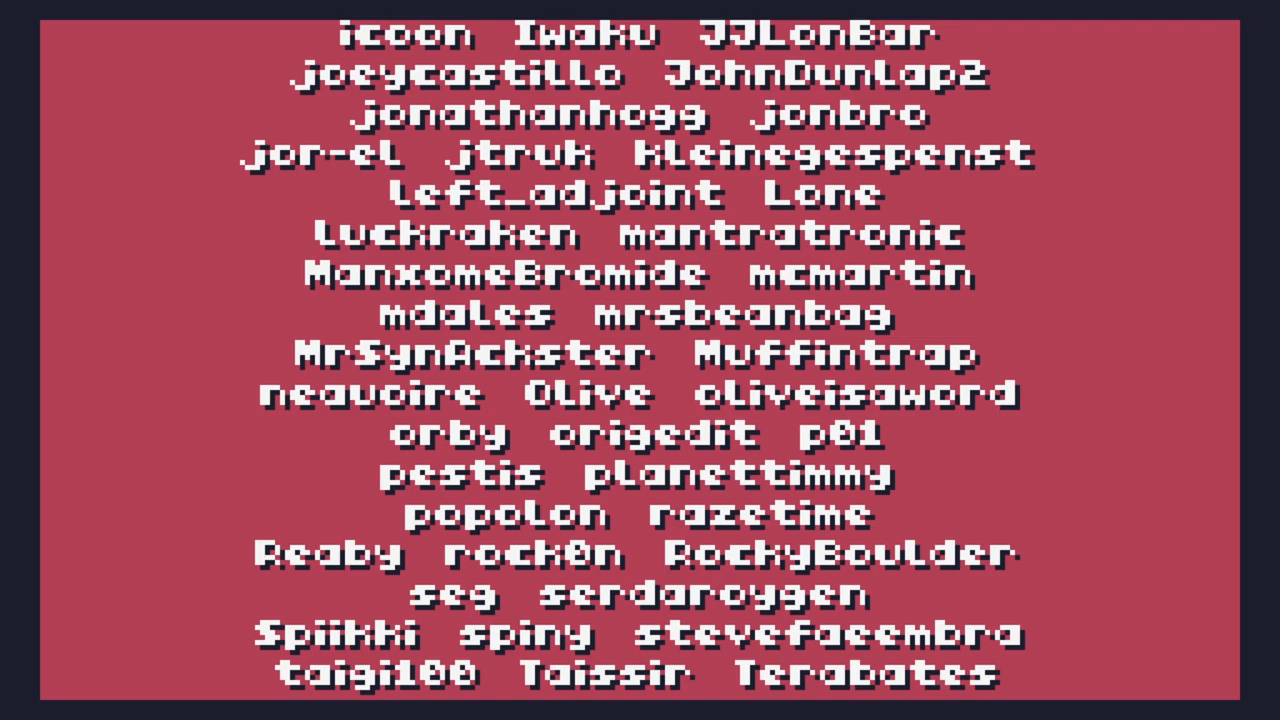 icoon Iwaku JJLonBar
joeycastillo JohnDunlap2
jonathanhogg jonbro
jor-el jtruk kleinegespenst
left_adjoint Lone
luckraken mantratronic
ManxomeBromide mcmartin
mdales mrsbeanbag
MrSynAckster Muffintrap
neauoire Olive oliveisaword
orby origedit p01
pestis planettimmy
popolon razetime
Reaby rock0n RockyBoulder
seg serdaroygen
Spiikki spiny stevefaeembra
taigi100 Taissir Terabates